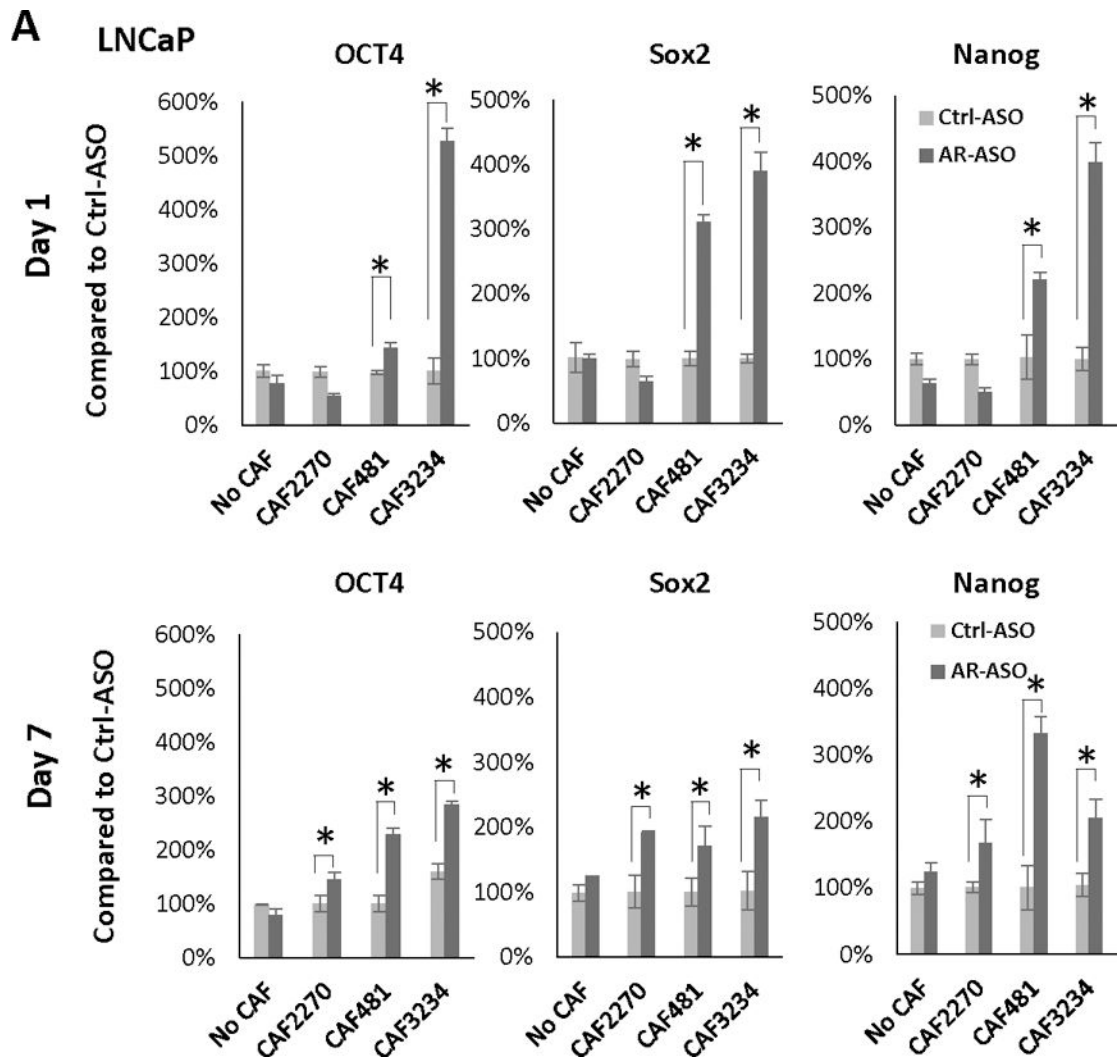 A
LNCaP
Day 1
Compared to Ctrl-ASO
OCT4
600%
500%
400%
300%
200%
100%
0%
*
*
No CAF
CAF2270
CAF481
CAF3234
Sox2
500%
400%
300%
200%
100%
0%
*
*
No CAF
CAF2270
CAF481
CAF3234
Nanog
500%
400%
300%
200%
100%
0%
Ctrl-ASO
AR-ASO
*
*
No CAF
CAF2270
CAF481
CAF3234
Day 7
Compared to Ctrl-ASO
OCT4
600%
500%
400%
300%
200%
100%
0%
*
*
*
No CAF
CAF2270
CAF481
CAF3234
Sox2
500%
400%
300%
200%
100%
0%
*
*
*
No CAF
CAF2270
CAF481
CAF3234
Nanog
500%
400%
300%
200%
100%
0%
Ctrl-ASO
AR-ASO
*
*
*
No CAF
CAF2270
CAF481
CAF3234